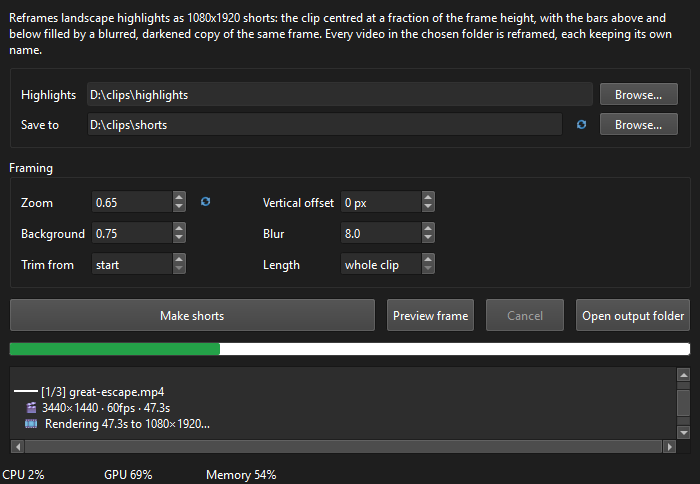 Reframes landscape highlights as 1080x1920 shorts: the clip centred at a fraction of the frame height, with the bars above and
below filled by a blurred, darkened copy of the same frame. Every video in the chosen folder is reframed, each keeping its own
name.
Highlights D:\clips\highlights Browse...
Save to D:\clips\shorts Browse...
Framing
Zoom 0.65 Vertical offset 0 px
Background 0.75 Blur 8.0
Trim from start Length whole clip
Make shorts Preview frame Cancel Open output folder
[1/3] great-escape.mp4
3440×1440 · 60fps · 47.3s
Rendering 47.3s to 1080×1920...
CPU 2% GPU 69% Memory 54%